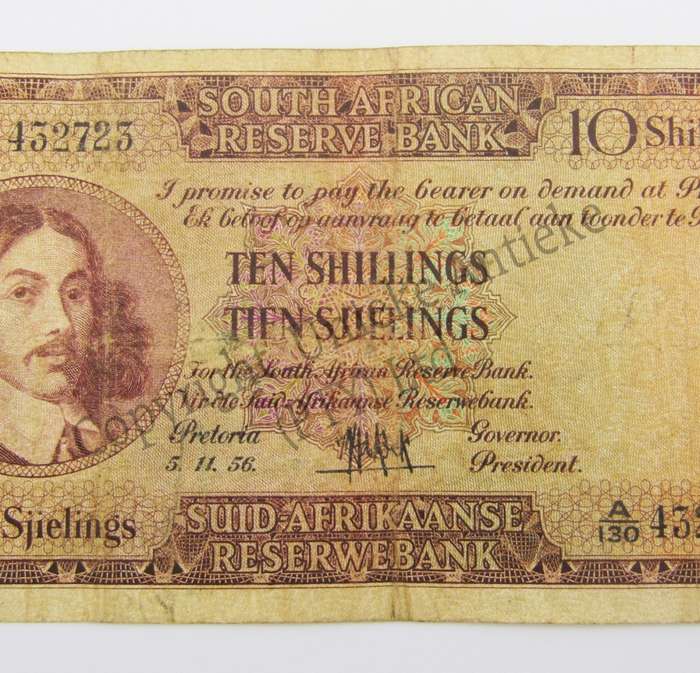 SOUTH AFRICAN
RESERVE BANK
432723
10 Shi
I promise to pay the bearer on demand at P
Ek beloof op aanvraag te betaal aan toonder te
TEN SHILLINGS
TIEN SJIELINGS
For the South African Reserve Bank.
Vir die Suid-Afrikaanse Reserwebank.
Pretoria
Governor.
5. 11. 56.
President.
Sjielings
SUID-AFRIKAANSE
RESERWEBANK
A/130 43
copyright